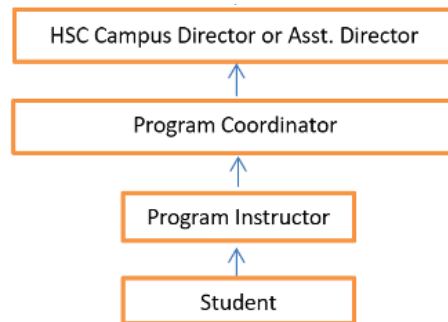 HSC Campus Director or Asst. Director
Program Coordinator
Program Instructor
Student